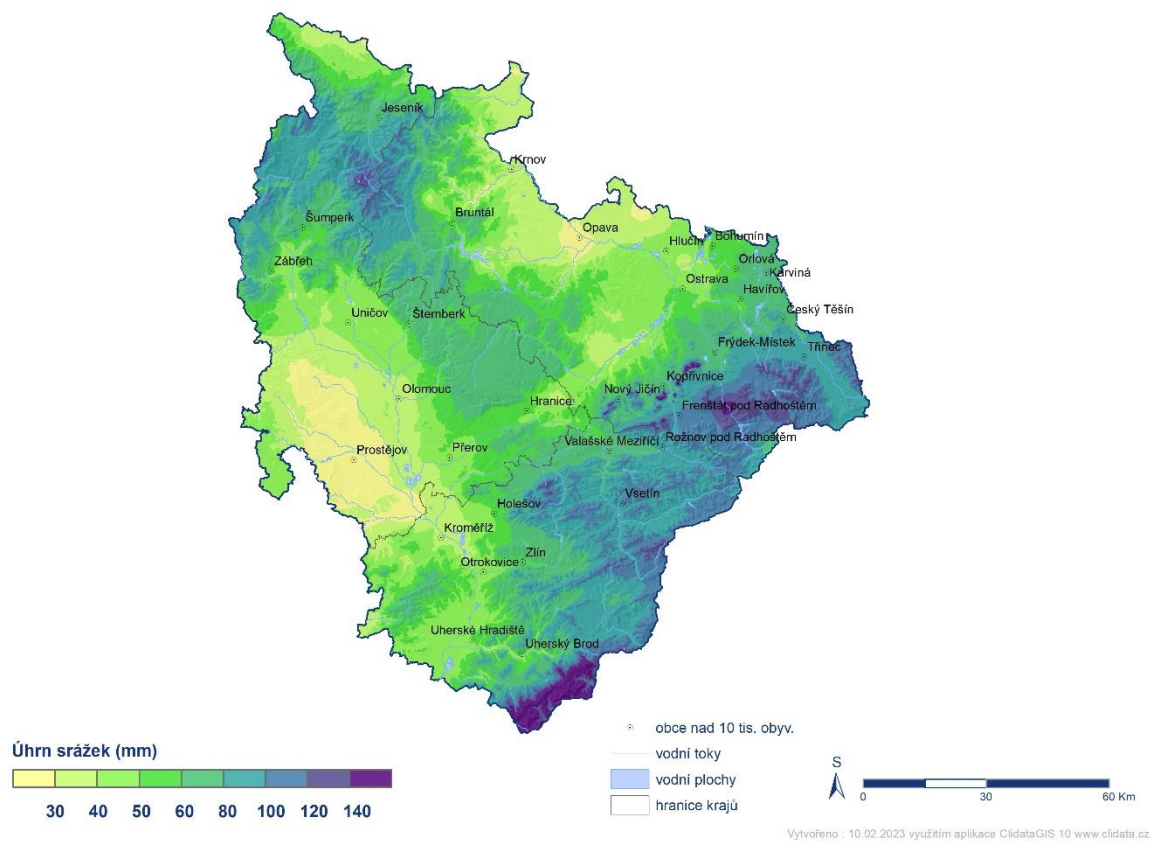 Jeseník
Krnov
Bruntál
Šumperk
Opava
Bohumín
Hlučín
Orlová
Zábřeh
Karviná
Ostrava
Havířov
Uničov
Šternberk
Český Těšín
Frýdek-Místek
Třinec
Kopřivnice
Olomouc
Nový Jičín
Hranice
Frenštát pod Radhoštěm
Valašské Meziříčí
Rožnov pod Radhoštěm
Prostějov
Přerov
Vsetín
Holešov
Kroměříž
Zlín
Otrokovice
Uherské Hradiště
Uherský Brod
Úhrn srážek (mm)
30 40 50 60 80 100 120 140
obce nad 10 tis. obyv.
vodní toky
vodní plochy
hranice krajů
S
0 30 60 Km
Vytvořeno : 10.02.2023 využitím aplikace ClidataGIS 10 www.clidata.cz